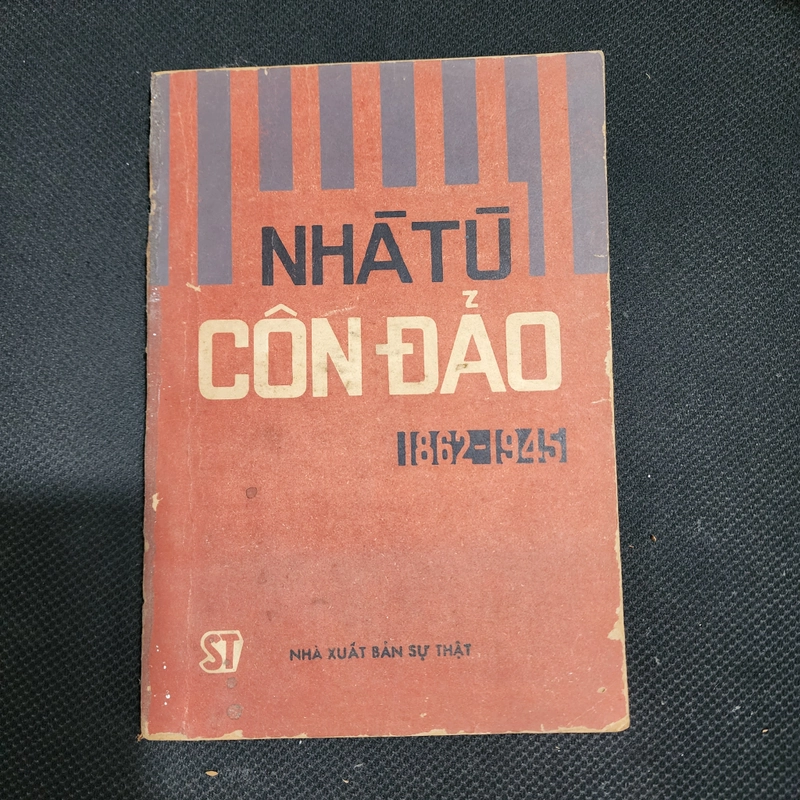 NHÀ TÙ
CÔN ĐẢO
1862-1945
ST
NHÀ XUẤT BẢN SỰ THẬT